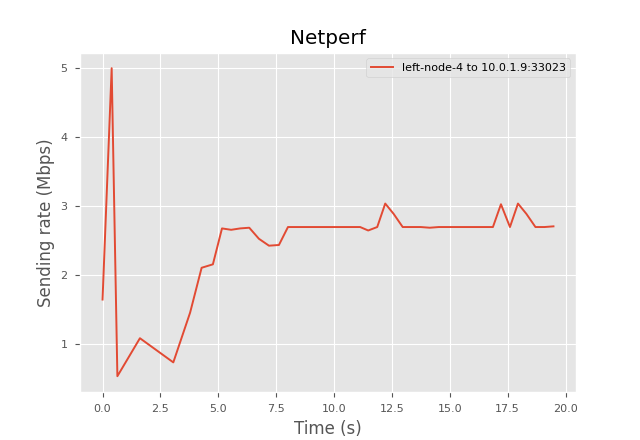 Netperf
left-node-4 to 10.0.1.9:33023
Sending rate (Mbps)
5
4
3
2
1
0.0 2.5 5.0 7.5 10.0 12.5 15.0 17.5 20.0
Time (s)